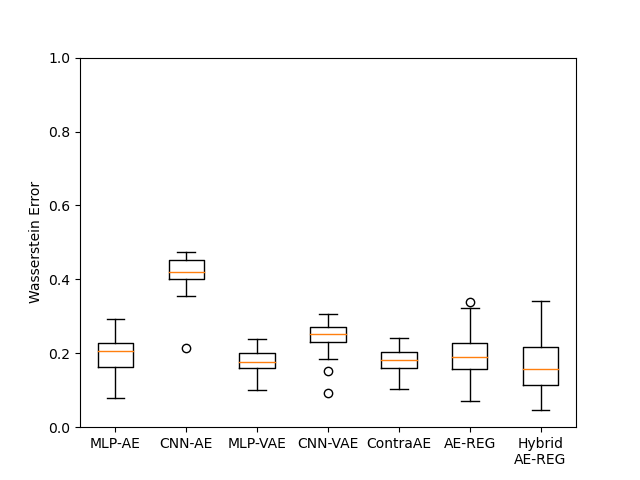 1.0
0.8
0.6
0.4
0.2
0.0
Wasserstein Error
MLP-AE
CNN-AE
MLP-VAE
CNN-VAE
ContraAE
AE-REG
Hybrid
AE-REG